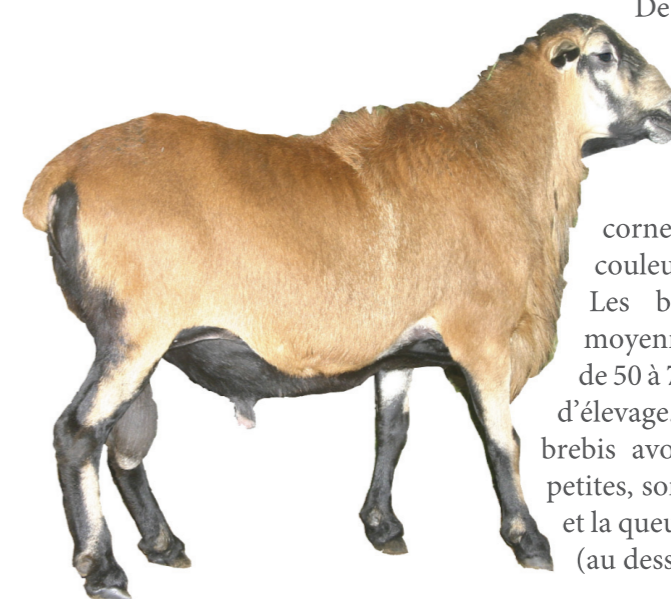 De
corne
couleu
Les b
moyenn
de 50 à 7
d'élevage
brebis avo
petites, so
et la queu
(au dess